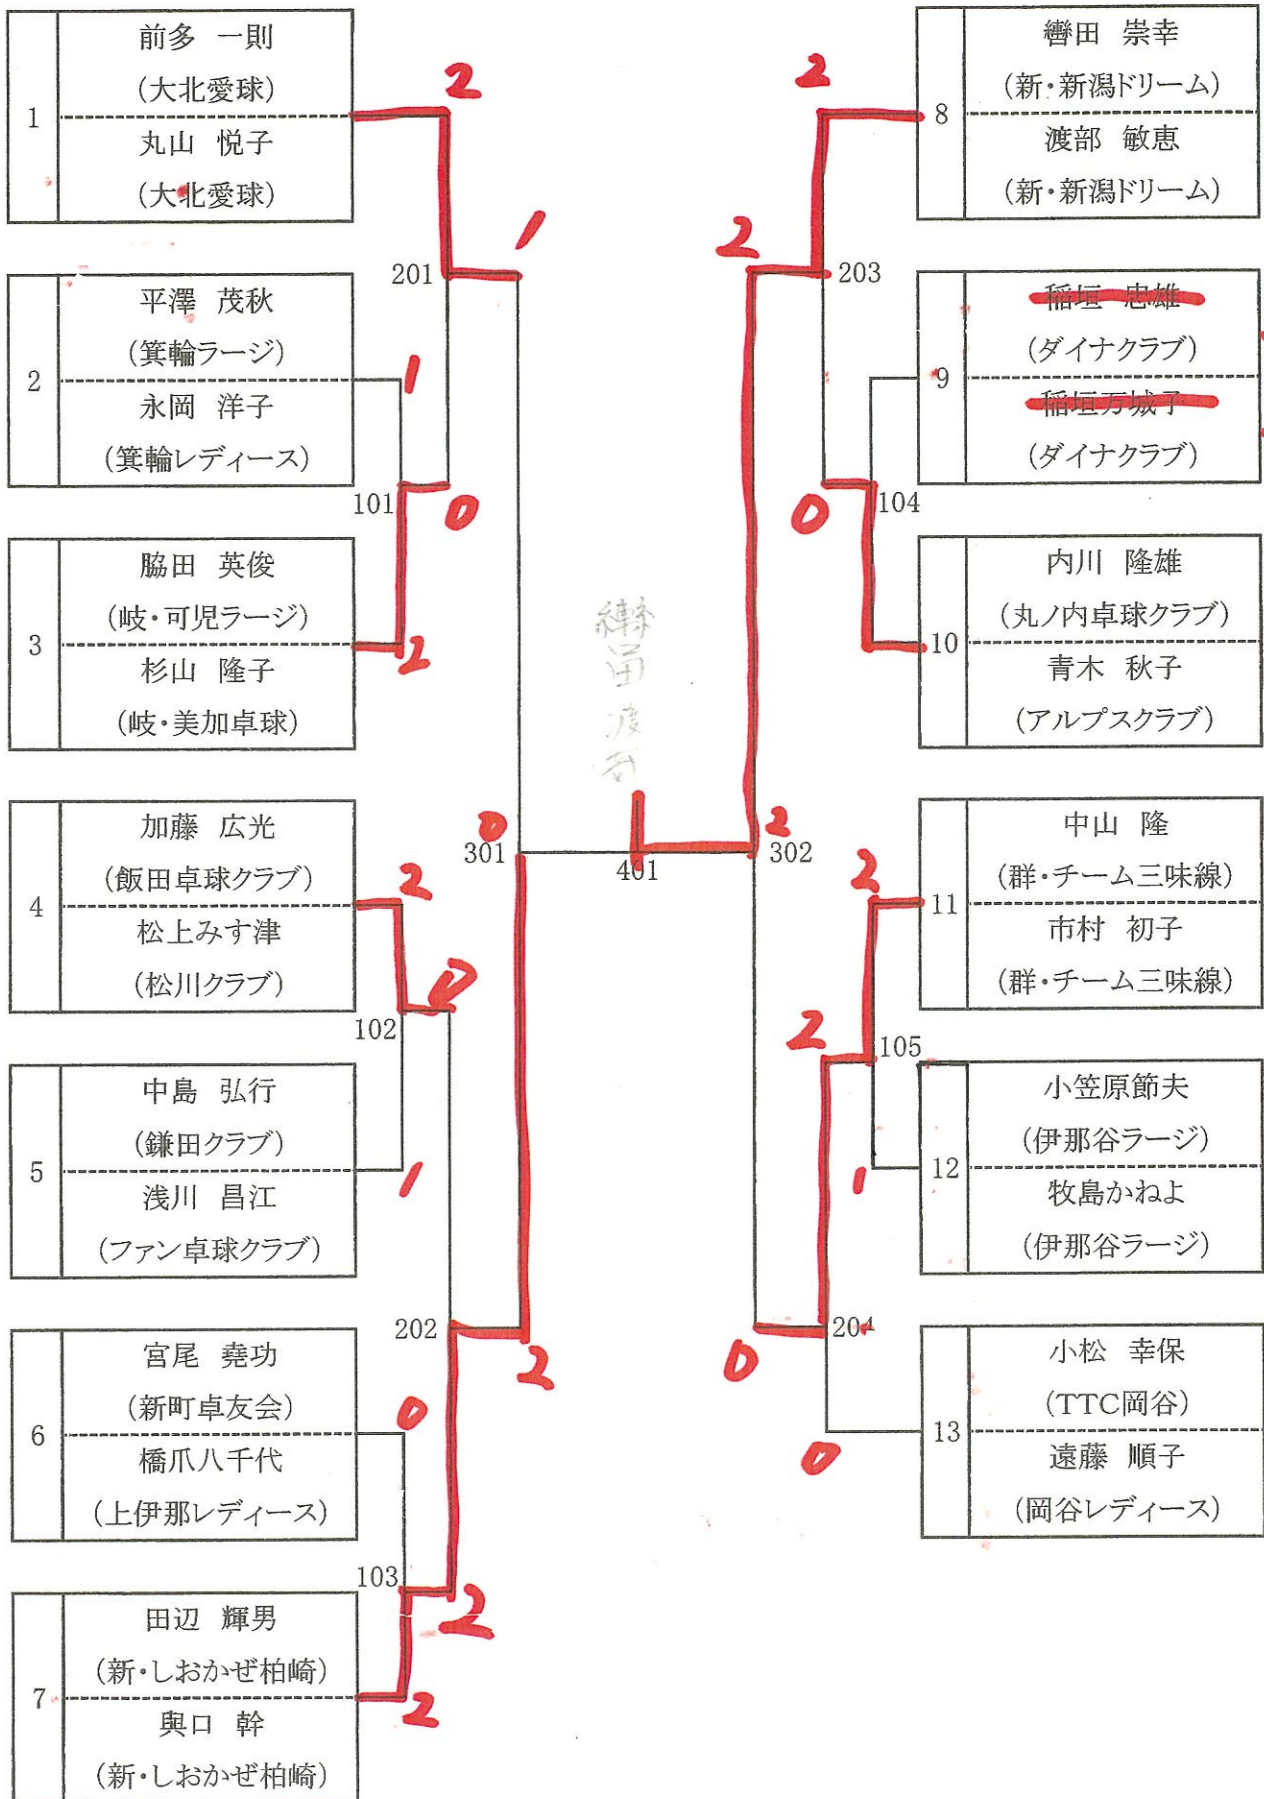 1
前多 一則
(大北愛球)
丸山 悦子
(大北愛球)
2
平澤 茂秋
(箕輪ラージ)
永岡 洋子
(箕輪レディース)
3
脇田 英俊
(岐・可児ラージ)
杉山 隆子
(岐・美加卓球)
4
加藤 広光
(飯田卓球クラブ)
松上みす津
(松川クラブ)
5
中島 弘行
(鎌田クラブ)
浅川 昌江
(ファン卓球クラブ)
6
宮尾 堯功
(新町卓友会)
橋爪八千代
(上伊那レディース)
7
田辺 輝男
(新・しおかぜ柏崎)
與口 幹
(新・しおかぜ柏崎)
2
201
1
1
101
0
2
0
301
2
102
0
1
202
2
0
103
2
2
401
轡田
渡部
2
2
203
0
104
2
302
2
2
105
1
0
204
0
8
轡田 崇幸
(新・新潟ドリーム)
渡部 敏恵
(新・新潟ドリーム)
9
稲垣 忠雄
(ダイナクラブ)
稲垣万城子
(ダイナクラブ)
10
内川 隆雄
(丸ノ内卓球クラブ)
青木 秋子
(アルプスクラブ)
11
中山 隆
(群・チーム三味線)
市村 初子
(群・チーム三味線)
12
小笠原節夫
(伊那谷ラージ)
牧島かねよ
(伊那谷ラージ)
13
小松 幸保
(TTC岡谷)
遠藤 順子
(岡谷レディース)